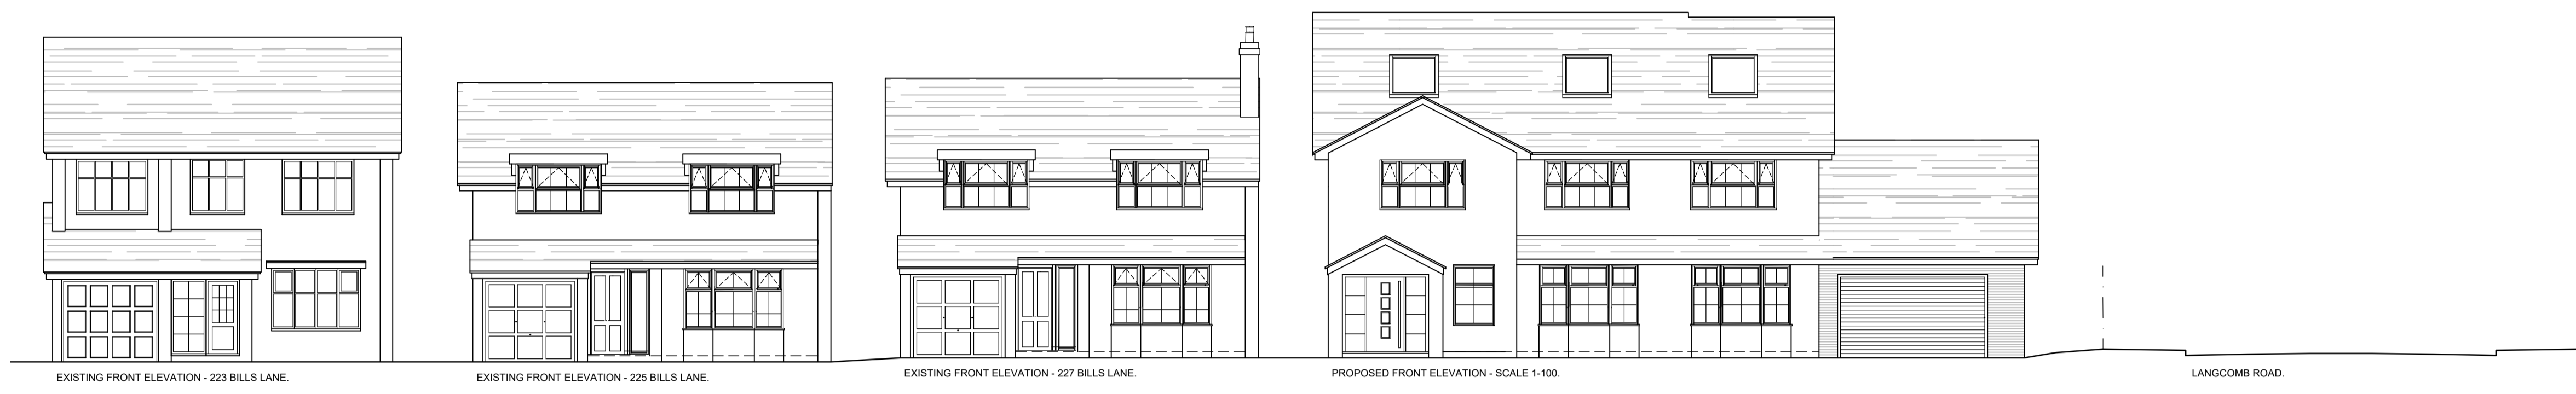 EXISTING FRONT ELEVATION - 223 BILLS LANE.
EXISTING FRONT ELEVATION - 225 BILLS LANE.
EXISTING FRONT ELEVATION - 227 BILLS LANE.
PROPOSED FRONT ELEVATION - SCALE 1-100.
LANGCOMB ROAD.